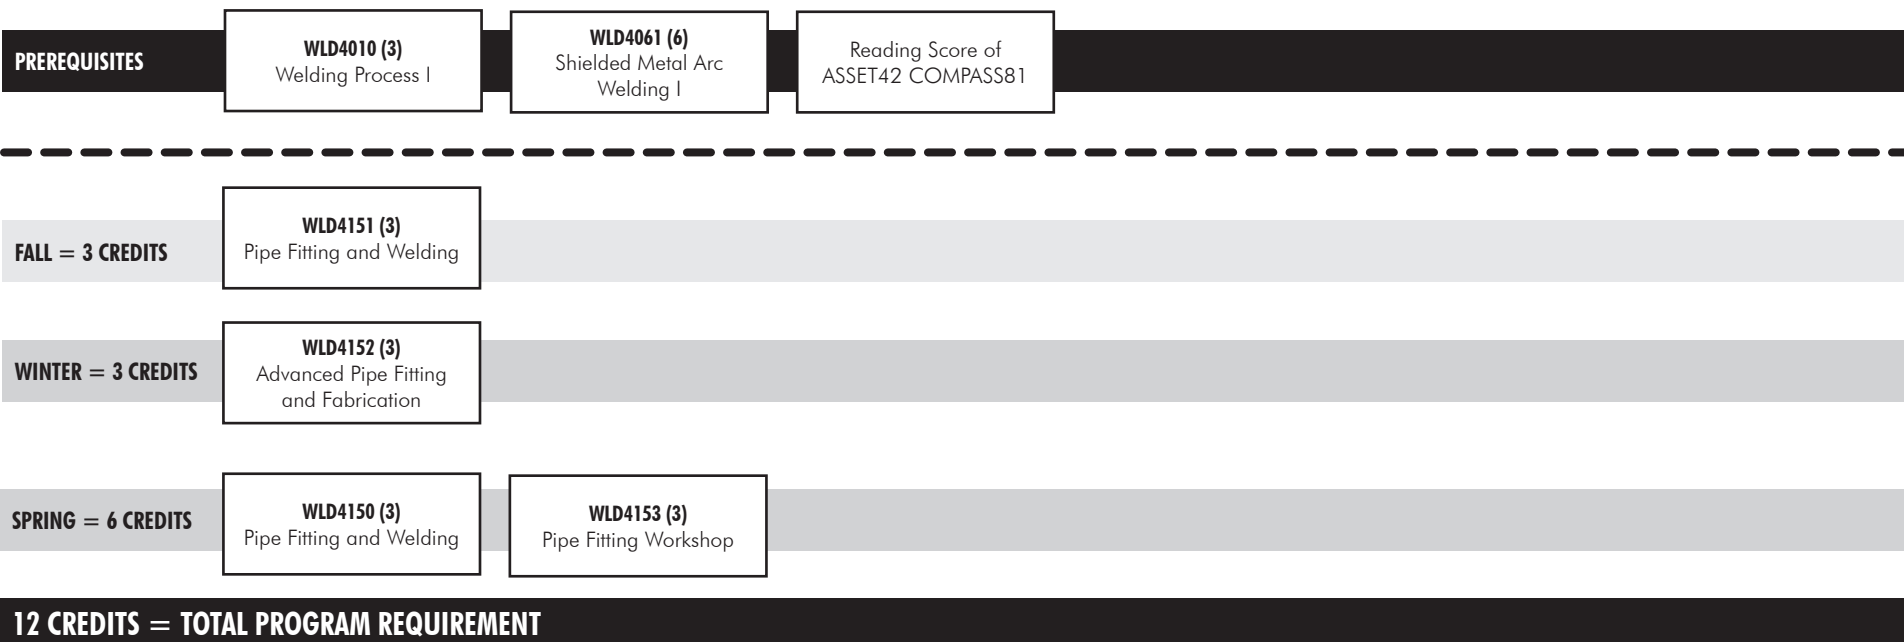 PREREQUISITES
WLD4010 (3)
Welding Process I
WLD4061 (6)
Shielded Metal Arc
Welding I
Reading Score of
ASSET42 COMPASS81
FALL = 3 CREDITS
WLD4151 (3)
Pipe Fitting and Welding
WINTER = 3 CREDITS
WLD4152 (3)
Advanced Pipe Fitting
and Fabrication
SPRING = 6 CREDITS
WLD4150 (3)
Pipe Fitting and Welding
WLD4153 (3)
Pipe Fitting Workshop
12 CREDITS = TOTAL PROGRAM REQUIREMENT